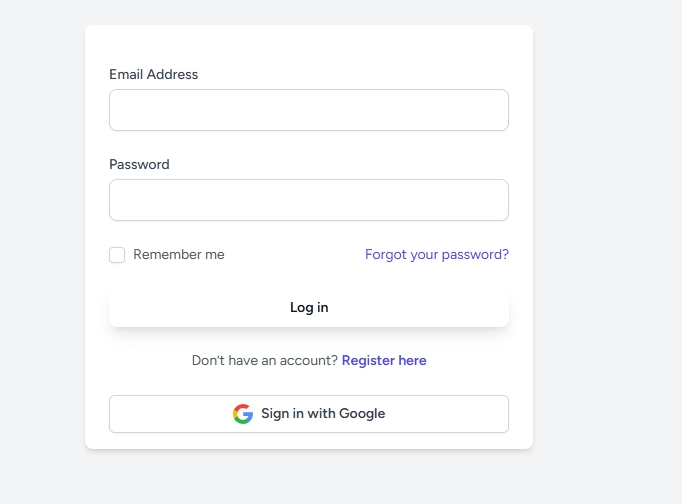 Email Address
Password
Remember me
Forgot your password?
Log in
Don’t have an account? Register here
Sign in with Google